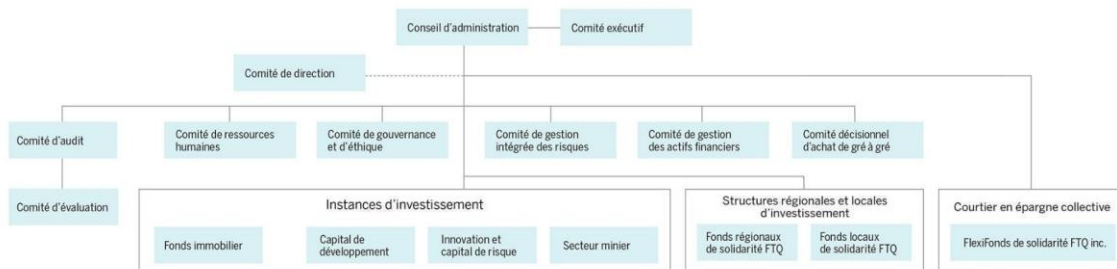 Conseil d'administration
Comité exécutif
Comité de direction
Comité d'audit
Comité de ressources
humaines
Comité de gouvernance
et d'éthique
Comité de gestion
intégrée des risques
Comité de gestion
des actifs financiers
Comité décisionnel
d'achat de gré à gré
Comité d'évaluation
Instances d'investissement
Fonds immobilier
Capital de
développement
Innovation et
capital de risque
Secteur minier
Structures régionales et locales
d'investissement
Fonds régionaux
de solidarité FTQ
Fonds locaux
de solidarité FTQ
Courtier en épargne collective
FlexiFonds de solidarité FTQ inc.